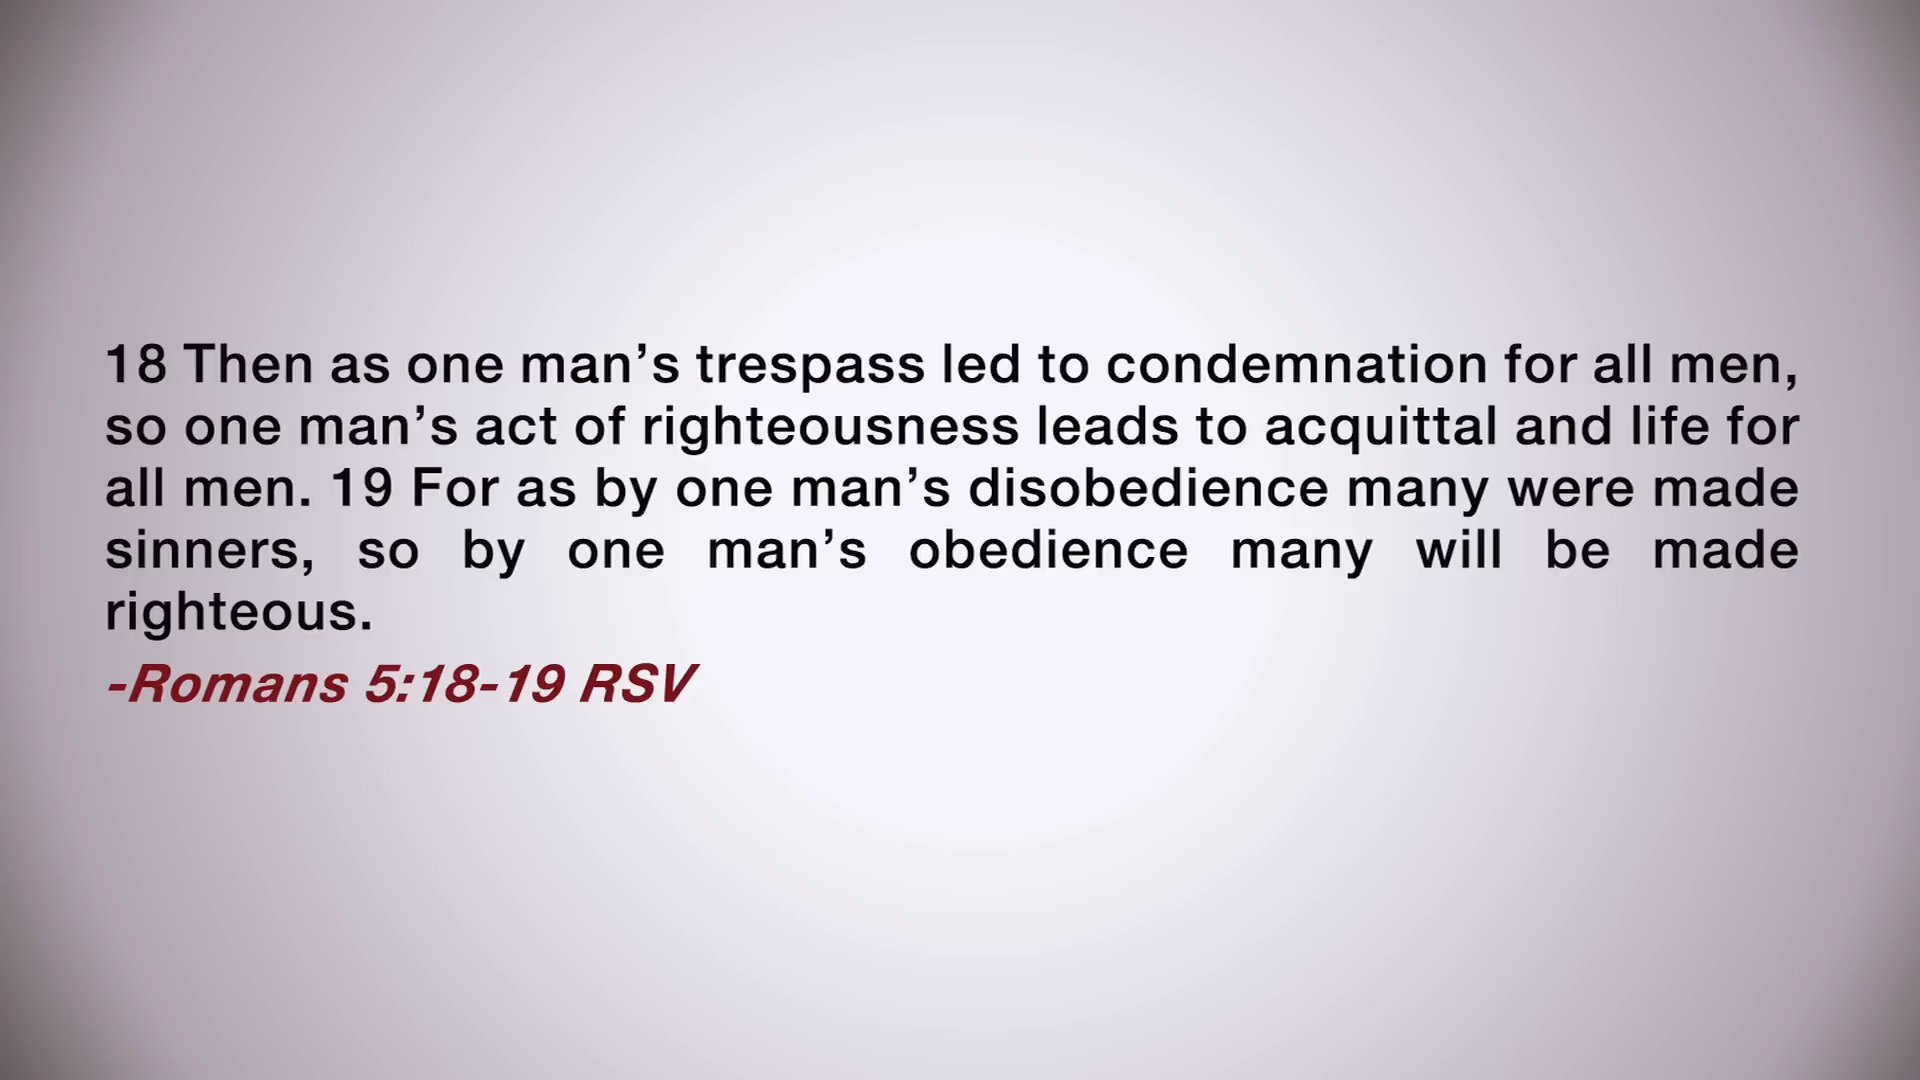 18 Then as one man’s trespass led to condemnation for all men,
so one man’s act of righteousness leads to acquittal and life for
all men. 19 For as by one man’s disobedience many were made
sinners, so by one man’s obedience many will be made
righteous.
-Romans 5:18-19 RSV